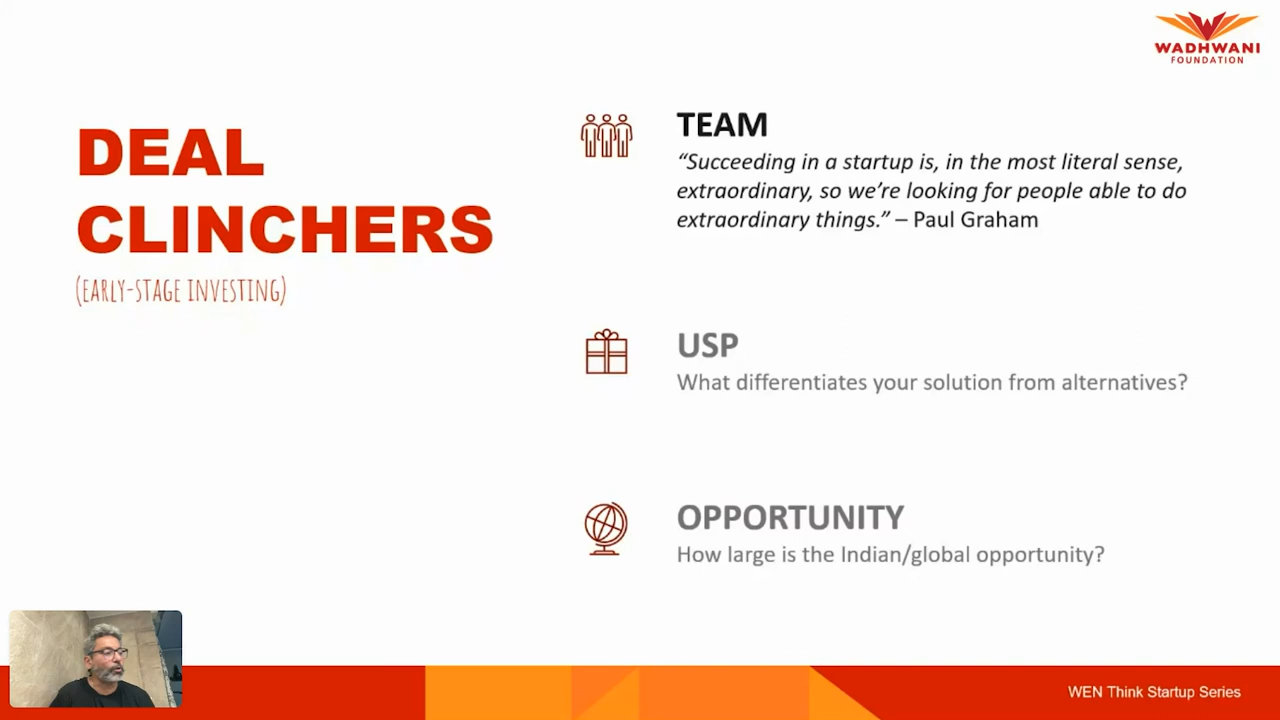 WADHWANI
FOUNDATION
DEAL
CLINCHERS
(EARLY-STAGE INVESTING)
TEAM
“Succeeding in a startup is, in the most literal sense,
extraordinary, so we’re looking for people able to do
extraordinary things.” – Paul Graham
USP
What differentiates your solution from alternatives?
OPPORTUNITY
How large is the Indian/global opportunity?
WEN Think Startup Series